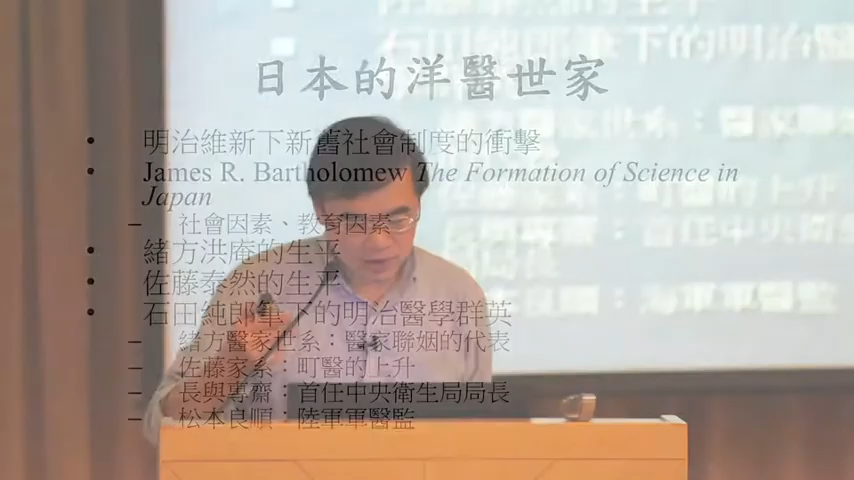 日本的洋醫世家
• 明治維新下新舊社會制度的衝擊
• James R. Bartholomew The Formation of Science in
Japan
– 社會因素、教育因素
• 緒方洪庵的生平
• 佐藤泰然的生平
• 石田純郎筆下的明治醫學群英
– 緒方醫家世系：醫家聯姻的代表
– 佐藤家系：町醫的上升
– 長與專齋：首任中央衛生局局長
– 松本良順：陸軍軍醫監